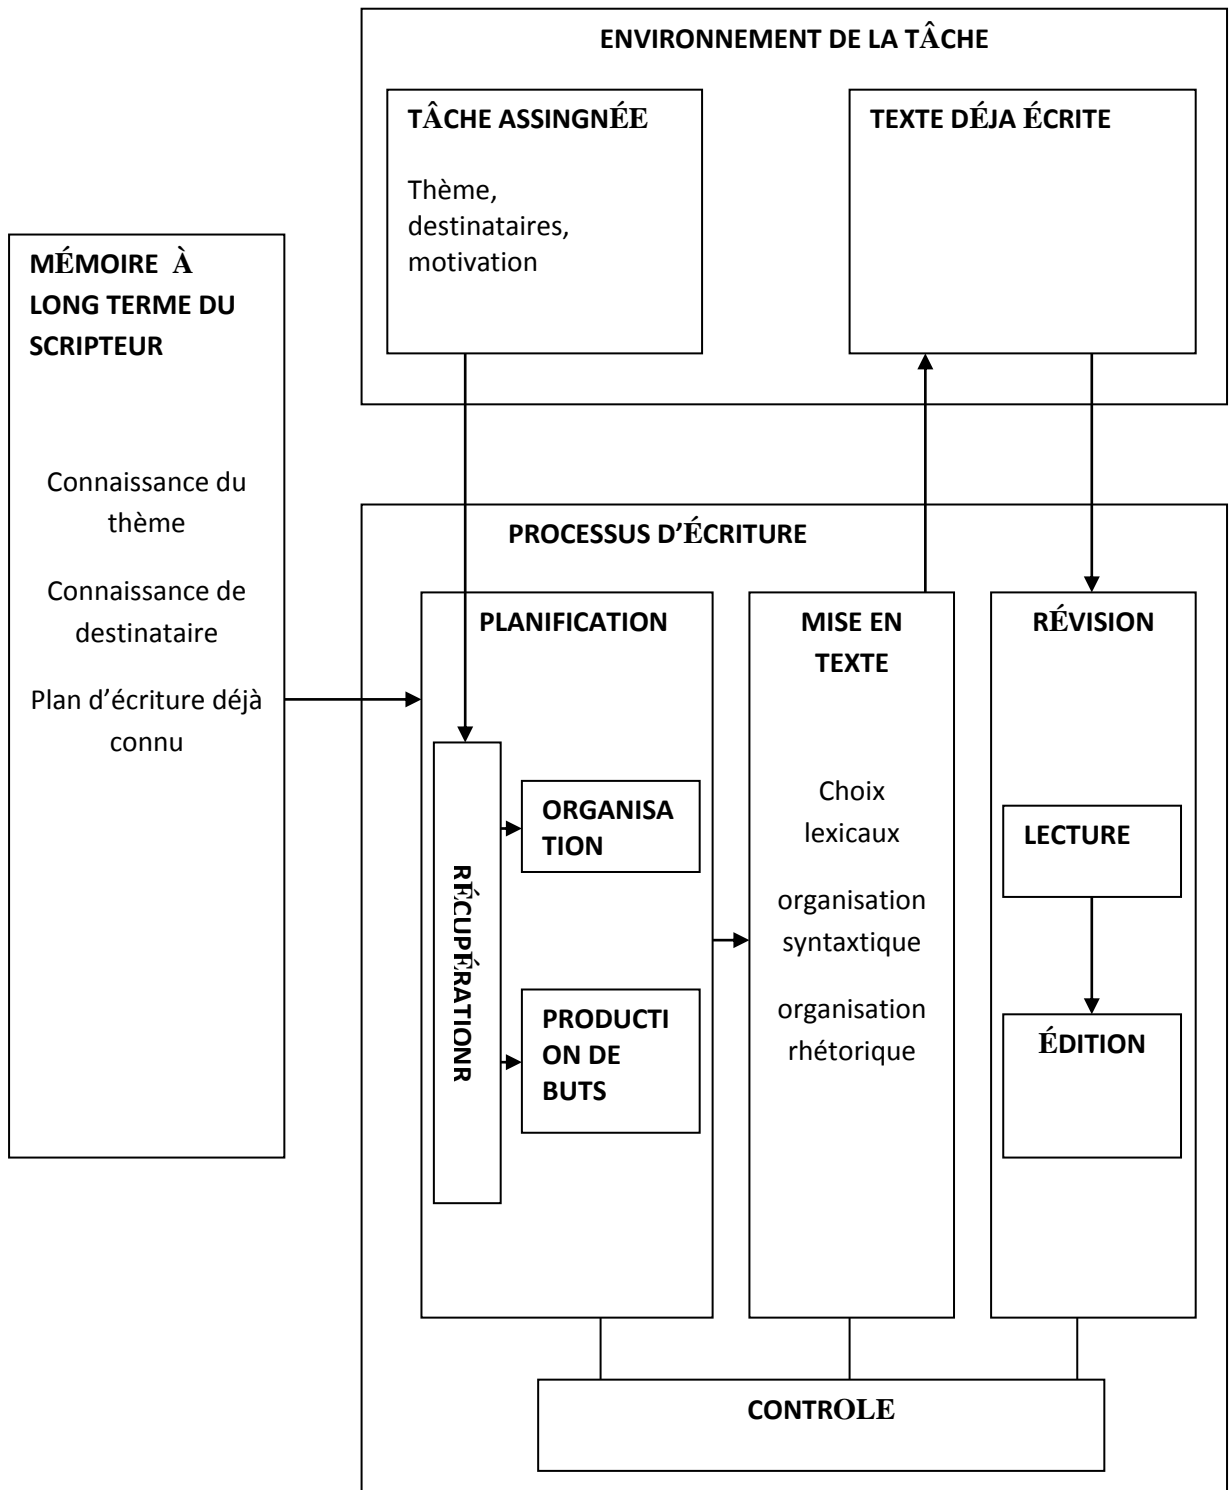 ENVIRONNEMENT DE LA TÂCHE
TÂCHE ASSINGNÉE
Thème,
destinataires,
motivation
TEXTE DÉJA ÉCRITE
MÉMOIRE À
LONG TERME DU
SCRIPTEUR
Connaissance du
thème
Connaissance de
destinataire
Plan d’écriture déjà
connu
PROCESSUS D’ÉCRITURE
PLANIFICATION
RÉCUPÉRATIONR
ORGANISA
TION
PRODUCTI
ON DE
BUTS
MISE EN
TEXTE
Choix
lexicaux
organisation
syntaxtique
organisation
rhétorique
RÉVISION
LECTURE
ÉDITION
CONTROLE